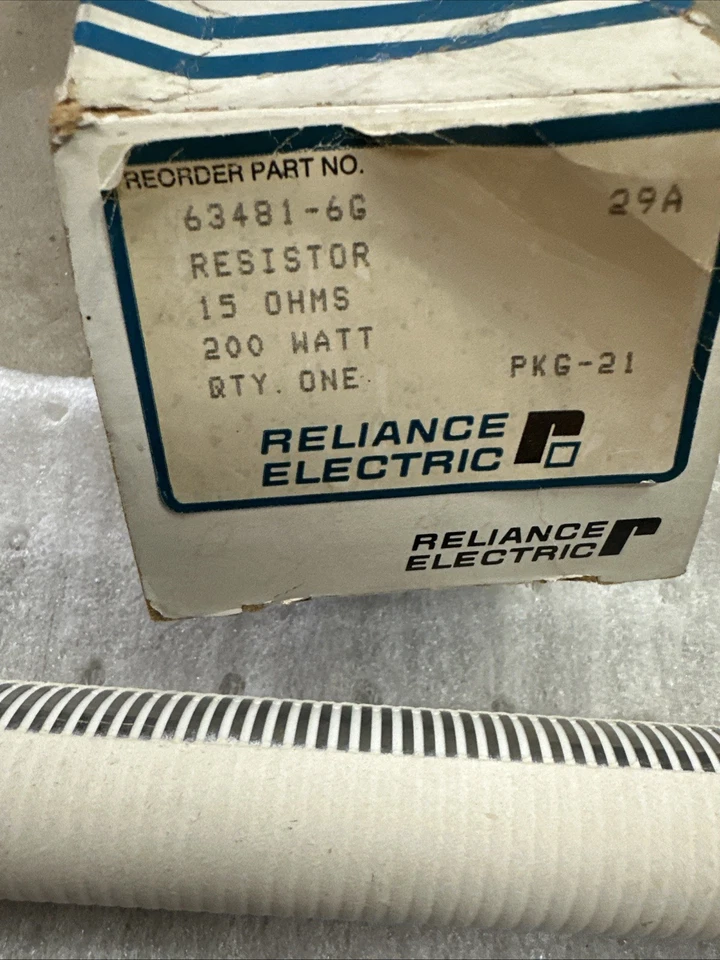 REORDER PART NO.
63481-6G 29A
RESISTOR
15 OHMS
200 WATT
QTY. ONE PKG-21
RELIANCE
ELECTRIC
RELIANCE
ELECTRIC